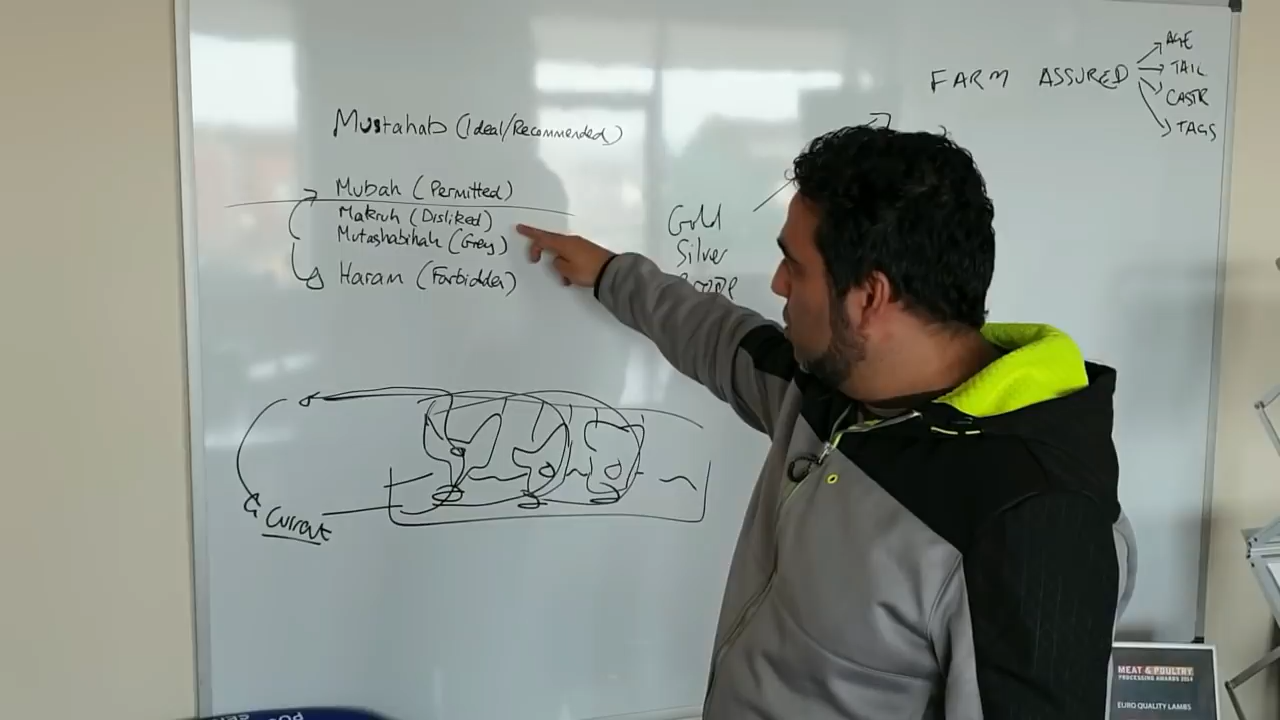 Mustahab (Ideal/Recommended)
Mubah (Permitted)
Makruh (Disliked)
Mutashabihah (Grey)
Haram (Forbidden)
Current
Gold
Silver
FARM ASSURED
AGE
TAIL
CASTR
TAGS
MEAT & POULTRY
PROCESSING AWARDS 2014
EURO QUALITY LAMBS